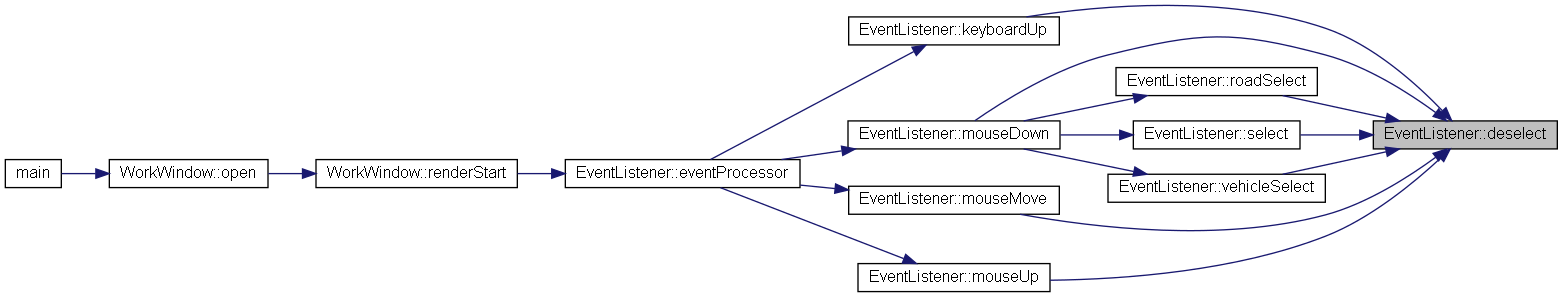 main
WorkWindow::open
WorkWindow::renderStart
EventListener::eventProcessor
EventListener::keyboardUp
EventListener::mouseDown
EventListener::mouseMove
EventListener::mouseUp
EventListener::roadSelect
EventListener::select
EventListener::vehicleSelect
EventListener::deselect